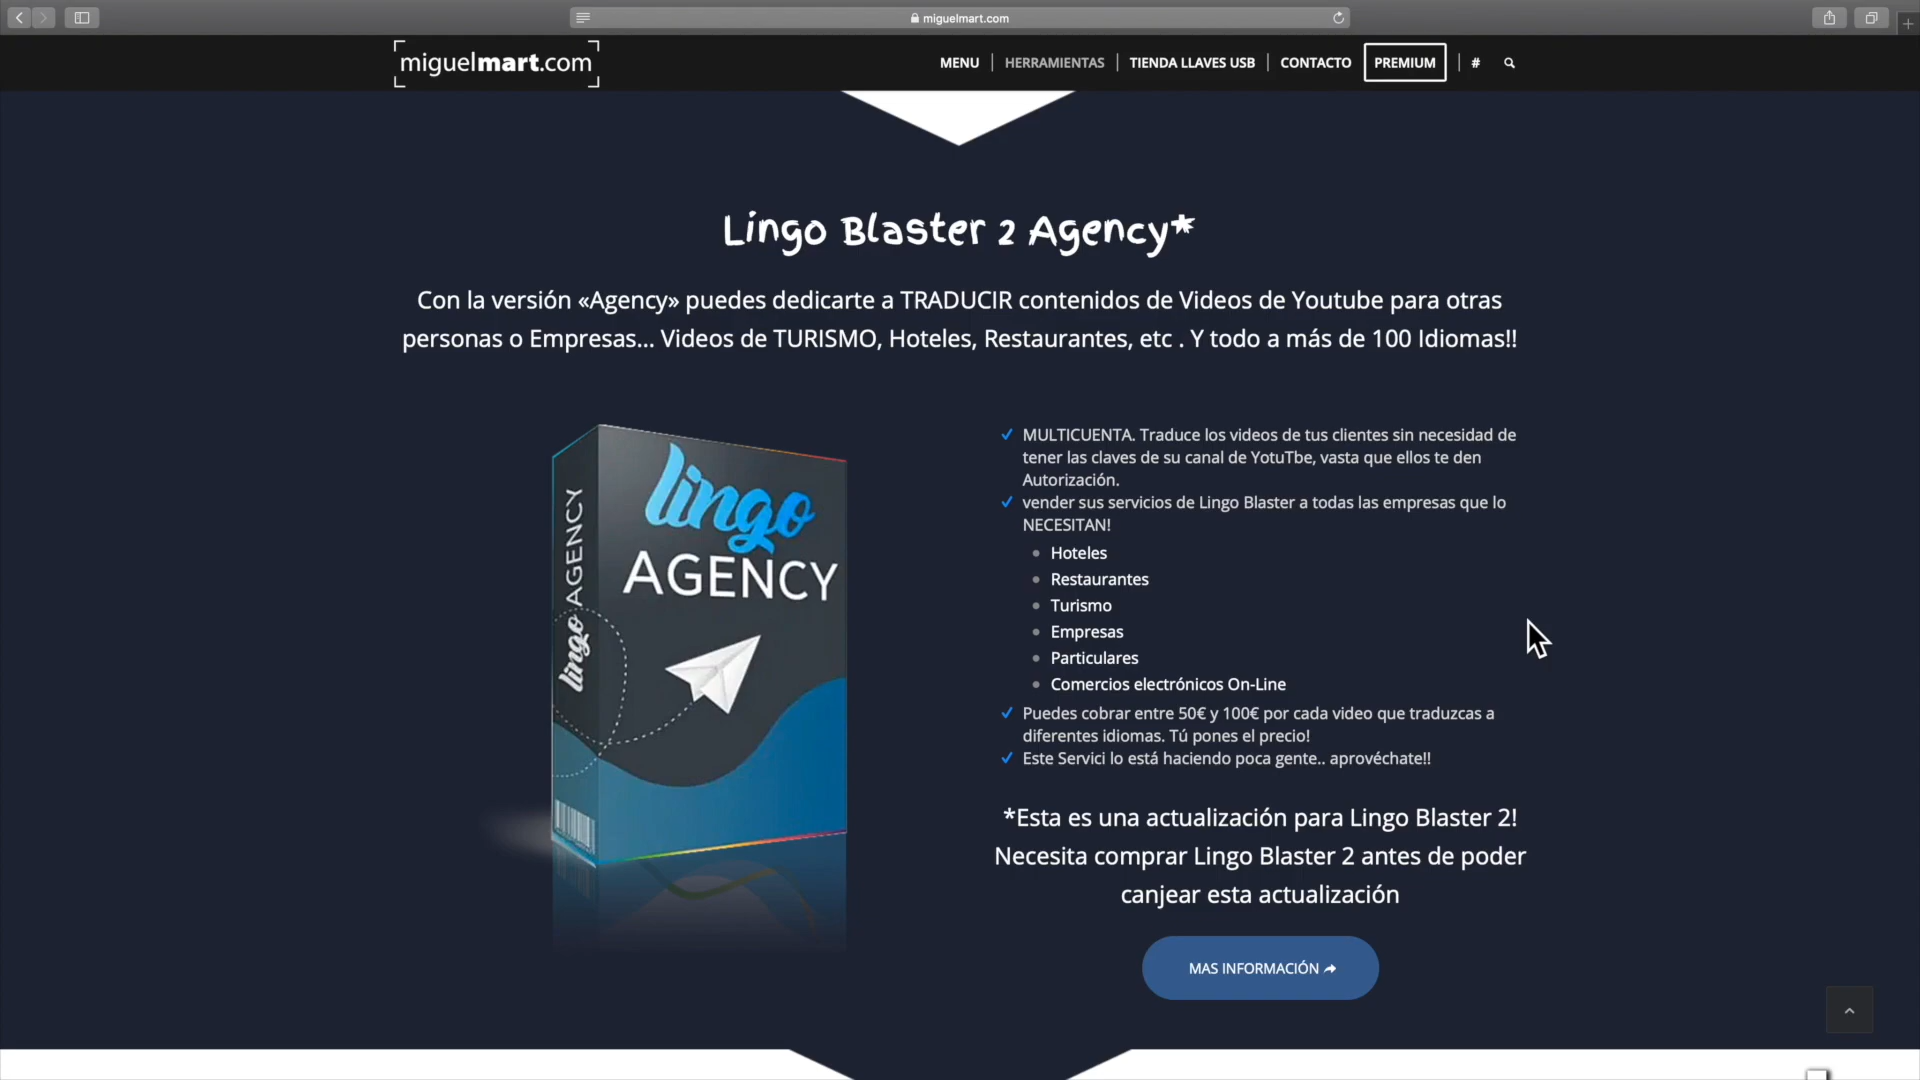 miguelmart.com
miguelmart.com
MENU
HERRAMIENTAS
TIENDA LLAVES USB
CONTACTO
PREMIUM
#
Lingo Blaster 2 Agency*
Con la versión «Agency» puedes dedicarte a TRADUCIR contenidos de Videos de Youtube para otras
personas o Empresas... Videos de TURISMO, Hoteles, Restaurantes, etc . Y todo a más de 100 Idiomas!!
lingo
AGENCY
lingo AGENCY
MULTICUENTA. Traduce los videos de tus clientes sin necesidad de
tener las claves de su canal de YotuTbe, vasta que ellos te den
Autorización.
vender sus servicios de Lingo Blaster a todas las empresas que lo
NECESITAN!
Hoteles
Restaurantes
Turismo
Empresas
Particulares
Comercios electrónicos On-Line
Puedes cobrar entre 50€ y 100€ por cada video que traduzcas a
diferentes idiomas. Tú pones el precio!
Este Servici lo está haciendo poca gente.. aprovéchate!!
*Esta es una actualización para Lingo Blaster 2!
Necesita comprar Lingo Blaster 2 antes de poder
canjear esta actualización
MAS INFORMACIÓN